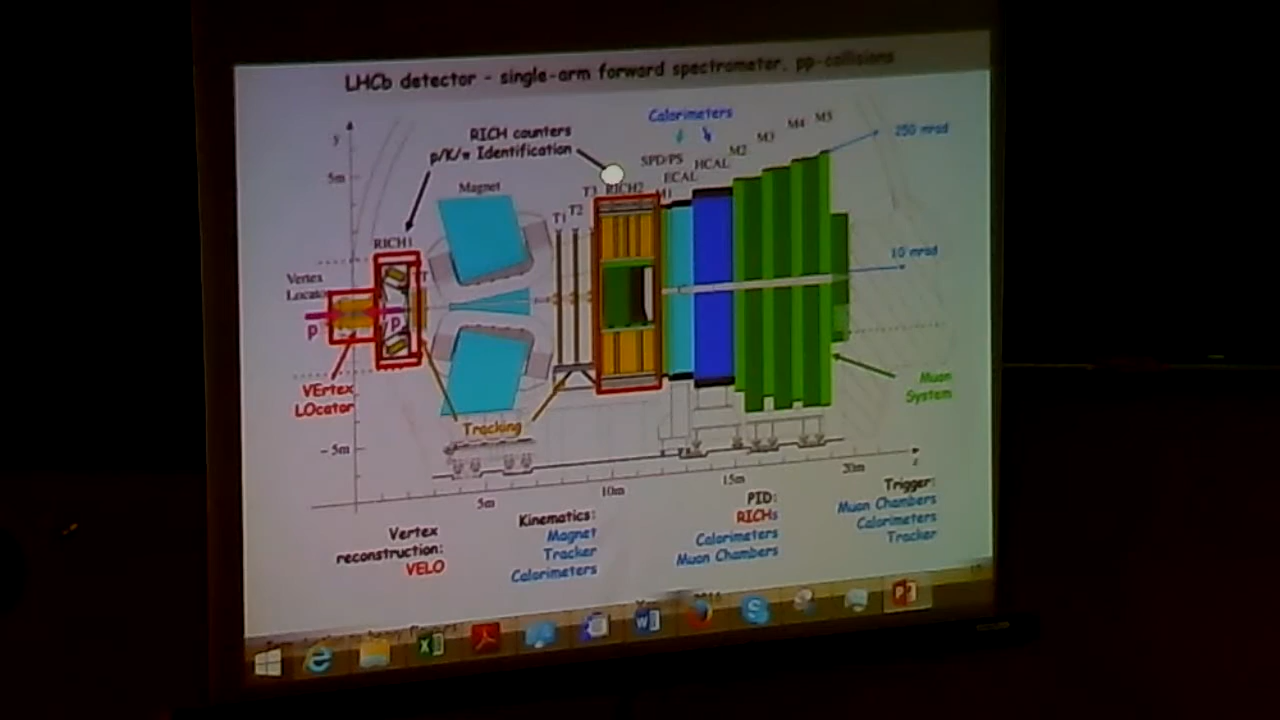 LHCb detector - single-arm forward spectrometer, pp-collisions
Calorimeters
RICH counters
p/K/π Identification
250 mrad
M5
M4
M3
M2
HCAL
SPD/PS
ECAL
M1
y
5m
Magnet
T3 RICH2
T2
T1
RICH1
TT
10 mrad
Vertex
p
p
VErtex
LOcator
Tracking
Muon
System
- 5m
5m
10m
15m
20m
z
Vertex
reconstruction:
VELO
Kinematics:
Magnet
Tracker
Calorimeters
PID:
RICHs
Calorimeters
Muon Chambers
Trigger:
Muon Chambers
Calorimeters
Tracker